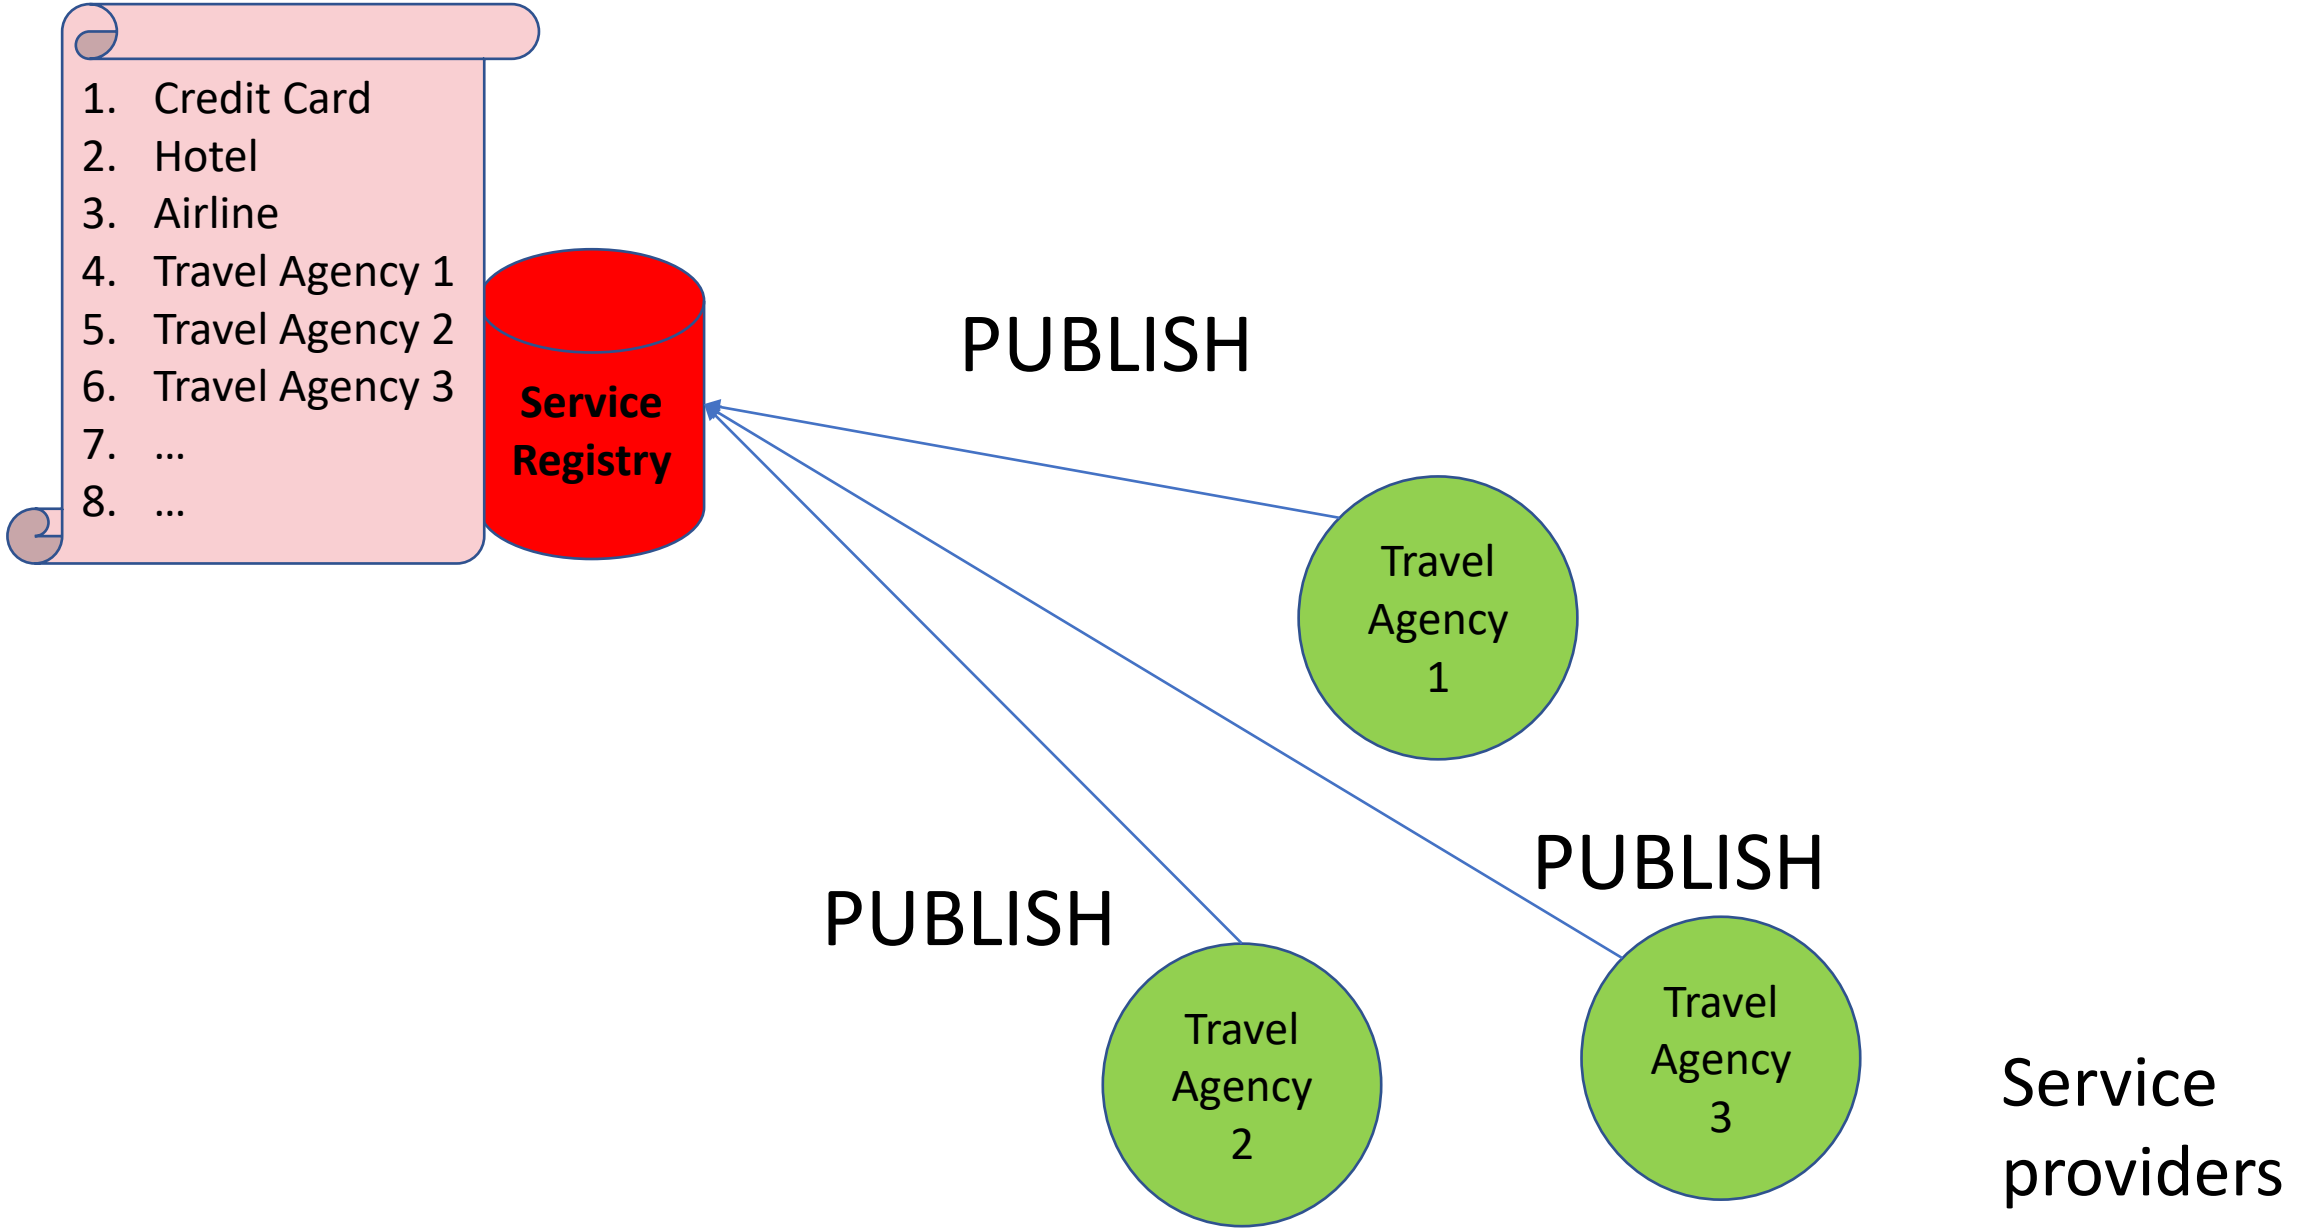 1. Credit Card
2. Hotel
3. Airline
4. Travel Agency 1
5. Travel Agency 2
6. Travel Agency 3
7. ...
8. ...
Service
Registry
PUBLISH
Travel
Agency
1
PUBLISH
PUBLISH
Travel
Agency
2
Travel
Agency
3
Service
providers